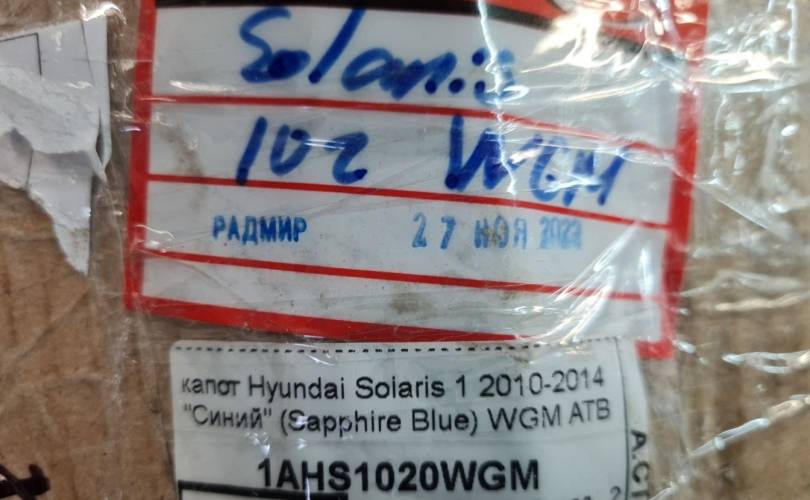 Solaris
10г WGM
РАДМИР 27 НОЯ 2023
капот Hyundai Solaris 1 2010-2014
"Синий" (Sapphire Blue) WGM ATB
1AHS1020WGM